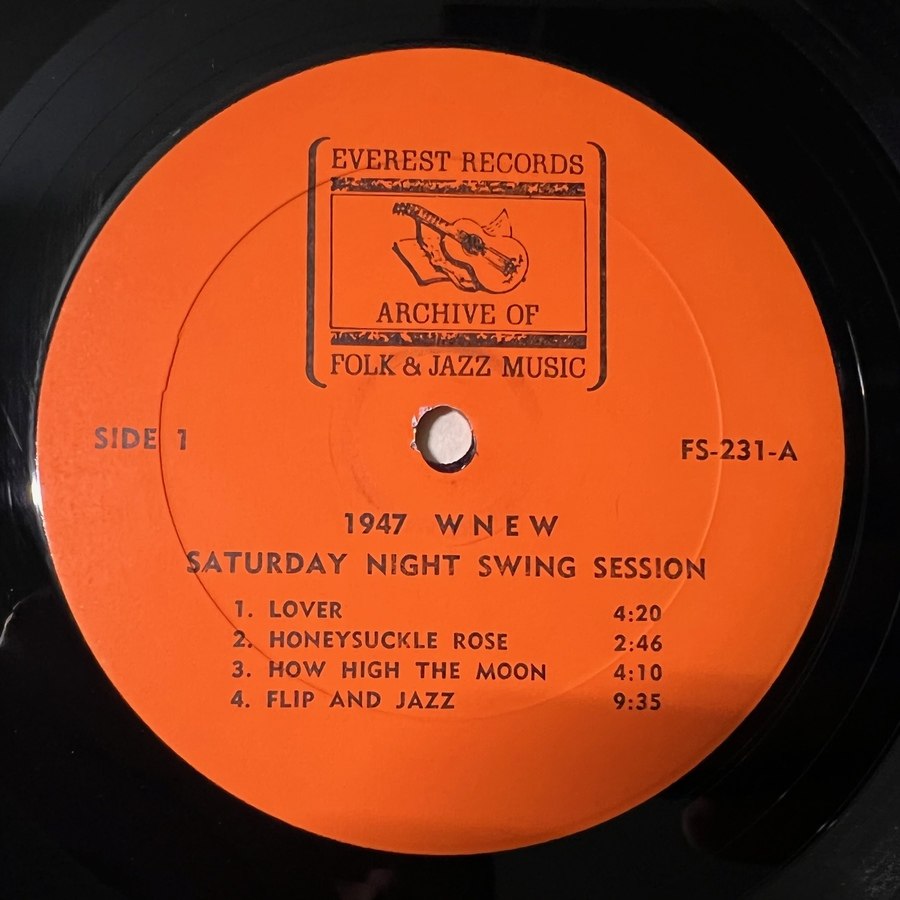 EVEREST RECORDS
ARCHIVE OF
FOLK & JAZZ MUSIC
SIDE 1
FS-231-A
1947 WNEW
SATURDAY NIGHT SWING SESSION
1. LOVER 4:20
2. HONEYSUCKLE ROSE 2:46
3. HOW HIGH THE MOON 4:10
4. FLIP AND JAZZ 9:35